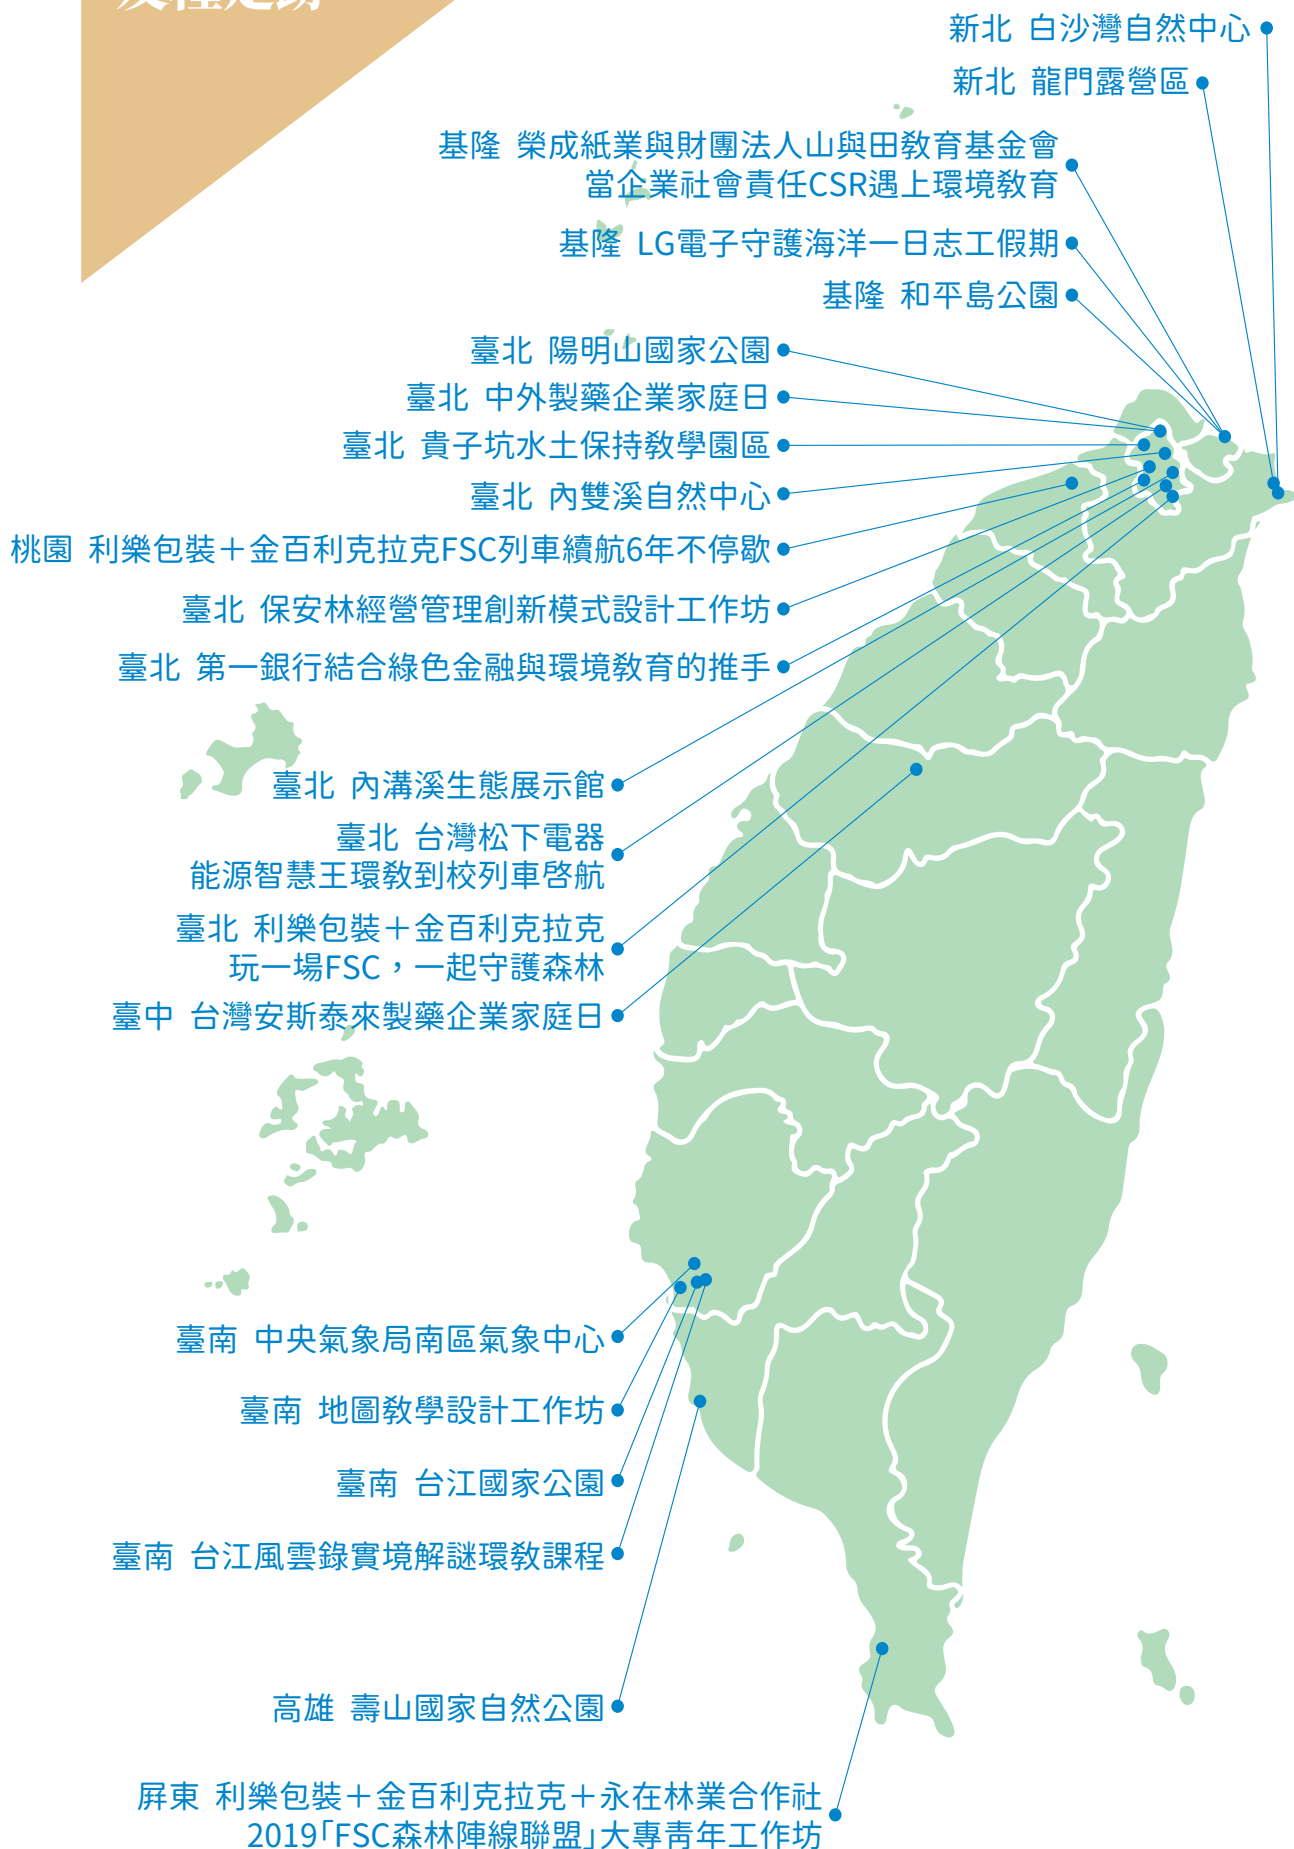 新北 白沙灣自然中心
新北 龍門露營區
基隆 榮成紙業與財團法人山與田教育基金會
當企業社會責任CSR遇上環境教育
基隆 LG電子守護海洋一日志工假期
基隆 和平島公園
臺北 陽明山國家公園
臺北 中外製藥企業家庭日
臺北 貴子坑水土保持教學園區
臺北 內雙溪自然中心
桃園 利樂包裝＋金百利克拉克FSC列車續航6年不停歇
臺北 保安林經營管理創新模式設計工作坊
臺北 第一銀行結合綠色金融與環境教育的推手
臺北 內溝溪生態展示館
臺北 台灣松下電器
能源智慧王環教到校列車啓航
臺北 利樂包裝＋金百利克拉克
玩一場FSC，一起守護森林
臺中 台灣安斯泰來製藥企業家庭日
臺南 中央氣象局南區氣象中心
臺南 地圖教學設計工作坊
臺南 台江國家公園
臺南 台江風雲錄實境解謎環教課程
高雄 壽山國家自然公園
屏東 利樂包裝＋金百利克拉克＋永在林業合作社
2019「FSC森林陣線聯盟」大專青年工作坊